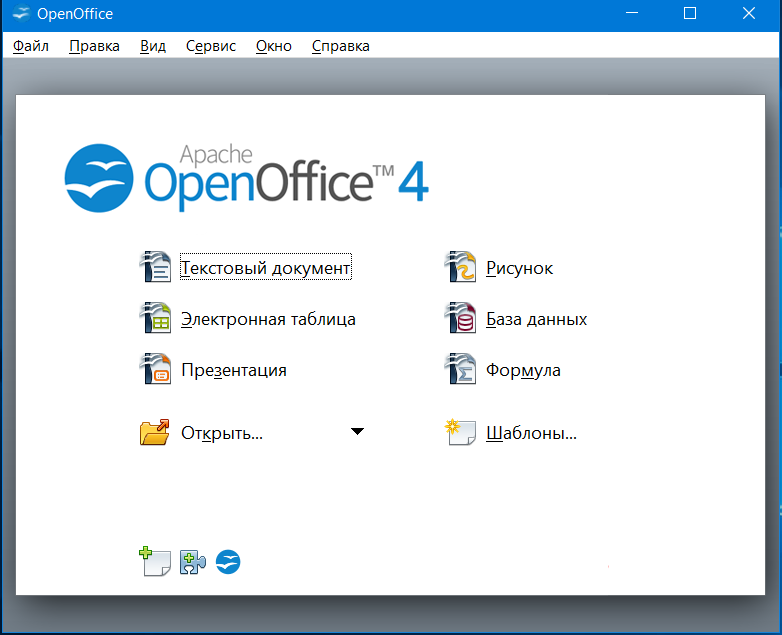 OpenOffice
Файл Правка Вид Сервис Окно Справка
Apache
OpenOffice™ 4
Текстовый документ Рисунок
Электронная таблица База данных
Презентация Формула
Открыть... Шаблоны...